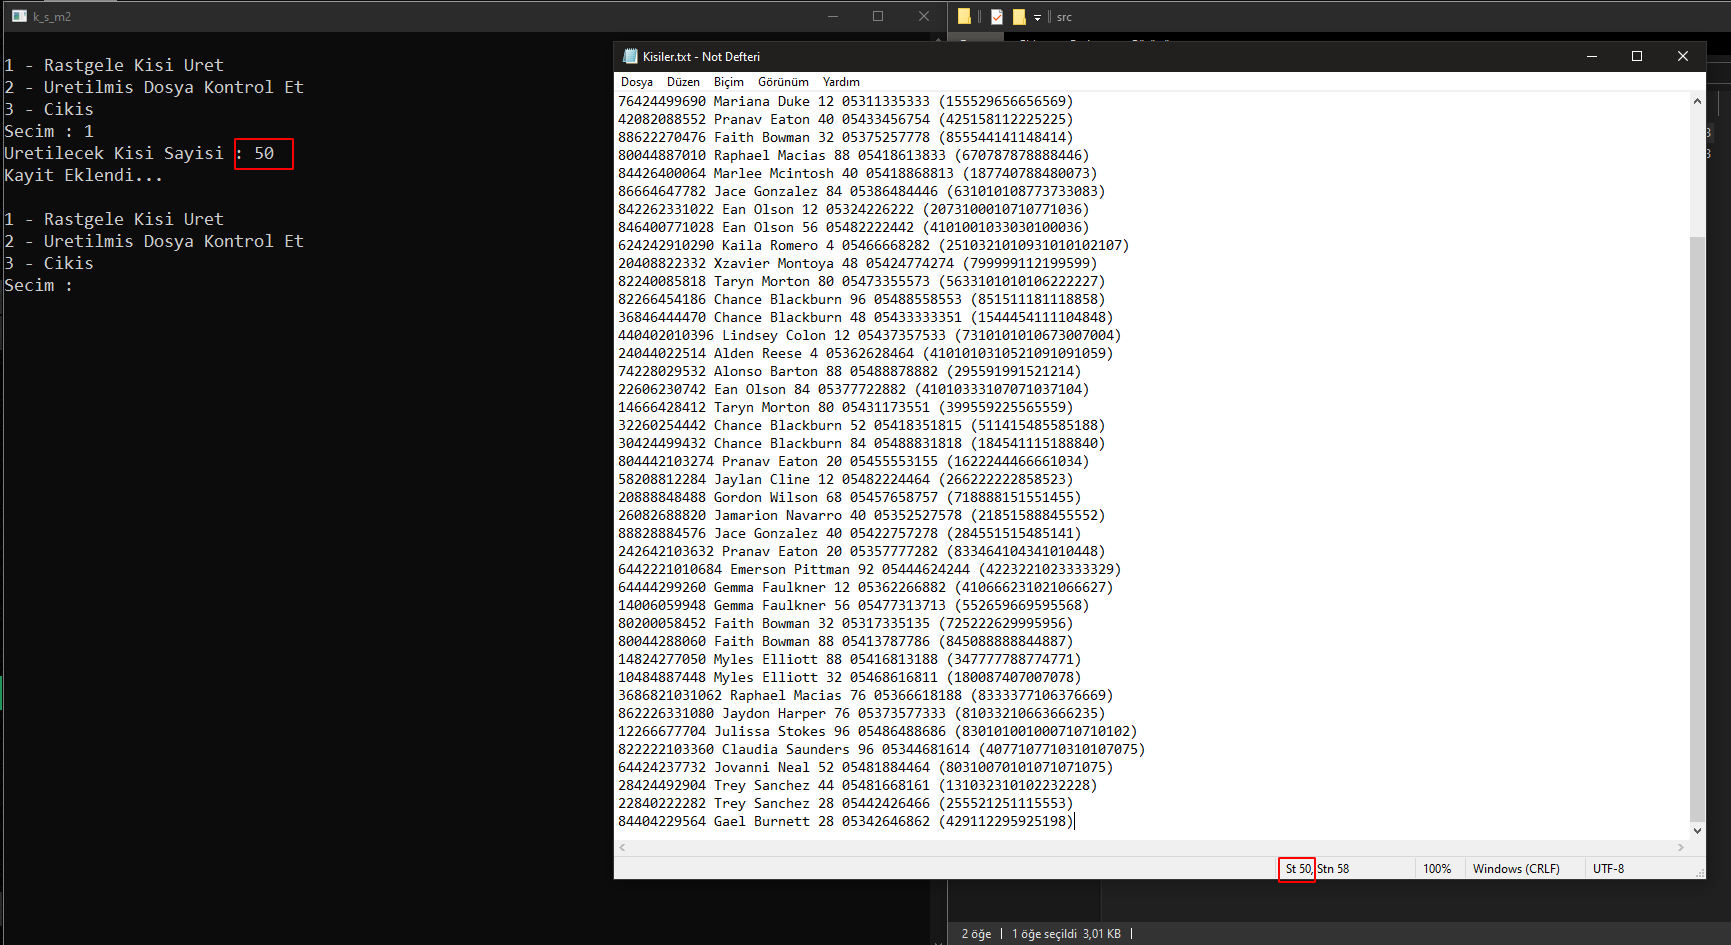 k_s_m2
1 - Rastgele Kisi Uret
2 - Uretilmis Dosya Kontrol Et
3 - Cikis
Secim : 1
Uretilecek Kisi Sayisi : 50
Kayit Eklendi...
1 - Rastgele Kisi Uret
2 - Uretilmis Dosya Kontrol Et
3 - Cikis
Secim :
src
Kisiler.txt - Not Defteri
Dosya Düzen Biçim Görünüm Yardım
76424499690 Mariana Duke 12 05311335333 (155529656656569)
42082088552 Pranav Eaton 40 05433456754 (425158112225225)
88622270476 Faith Bowman 32 05375257778 (855544141148414)
80044887010 Raphael Macias 88 05418613833 (670787878888446)
84426400064 Marlee Mcintosh 40 05418868813 (187740788480073)
86664647782 Jace Gonzalez 84 05386484446 (631010108773733083)
842262331022 Ean Olson 12 05324226222 (2073100010710771036)
846400771028 Ean Olson 56 05482222442 (4101001033030100036)
624242910290 Kaila Romero 4 05466668282 (2510321010931010102107)
20408822332 Xzavier Montoya 48 05424774274 (799999112199599)
82240085818 Taryn Morton 80 05473355573 (5633101010106222227)
82266454186 Chance Blackburn 96 05488558553 (851511181118858)
36846444470 Chance Blackburn 48 05433333351 (1544454111104848)
440402010396 Lindsey Colon 12 05437357533 (7310101010673007004)
24044022514 Alden Reese 4 05362628464 (4101010310521091091059)
74228029532 Alonso Barton 88 05488878882 (295591991521214)
22606230742 Ean Olson 84 05377722882 (41010333107071037104)
14666428412 Taryn Morton 80 05431173551 (399559225565559)
32260254442 Chance Blackburn 52 05418351815 (511415485585188)
30424499432 Chance Blackburn 84 05488831818 (184541115188840)
804442103274 Pranav Eaton 20 05455553155 (1622244466661034)
58208812284 Jaylan Cline 12 05482224464 (266222222858523)
20888848488 Gordon Wilson 68 05457658757 (718888151551455)
26082688820 Jamarion Navarro 40 05352527578 (218515888455552)
88828884576 Jace Gonzalez 40 05422757278 (284551515485141)
242642103632 Pranav Eaton 20 05357777282 (833464104341010448)
6442221010684 Emerson Pittman 92 05444624244 (4223221023333329)
64444299260 Gemma Faulkner 12 05362266882 (410666231021066627)
14006059948 Gemma Faulkner 56 05477313713 (552659669595568)
80200058452 Faith Bowman 32 05317335135 (725222629995956)
80044288060 Faith Bowman 88 05413787786 (845088888844887)
14824277050 Myles Elliott 88 05416813188 (347777788774771)
10484887448 Myles Elliott 32 05468616811 (180087407007078)
3686821031062 Raphael Macias 76 05366618188 (8333377106376669)
862226331080 Jaydon Harper 76 05373577333 (81033210663666235)
12266677704 Julissa Stokes 96 05486488686 (830101001000710710102)
822222103360 Claudia Saunders 96 05344681614 (4077107710310107075)
64424237732 Jovanni Neal 52 05481884464 (80310070101071071075)
28424492904 Trey Sanchez 44 05481668161 (131032310102232228)
22840222282 Trey Sanchez 28 05442426466 (255521251115553)
84404229564 Gael Burnett 28 05342646862 (429112295925198)
St 50, Stn 58 100% Windows (CRLF) UTF-8
2 öğe 1 öğe seçildi 3,01 KB